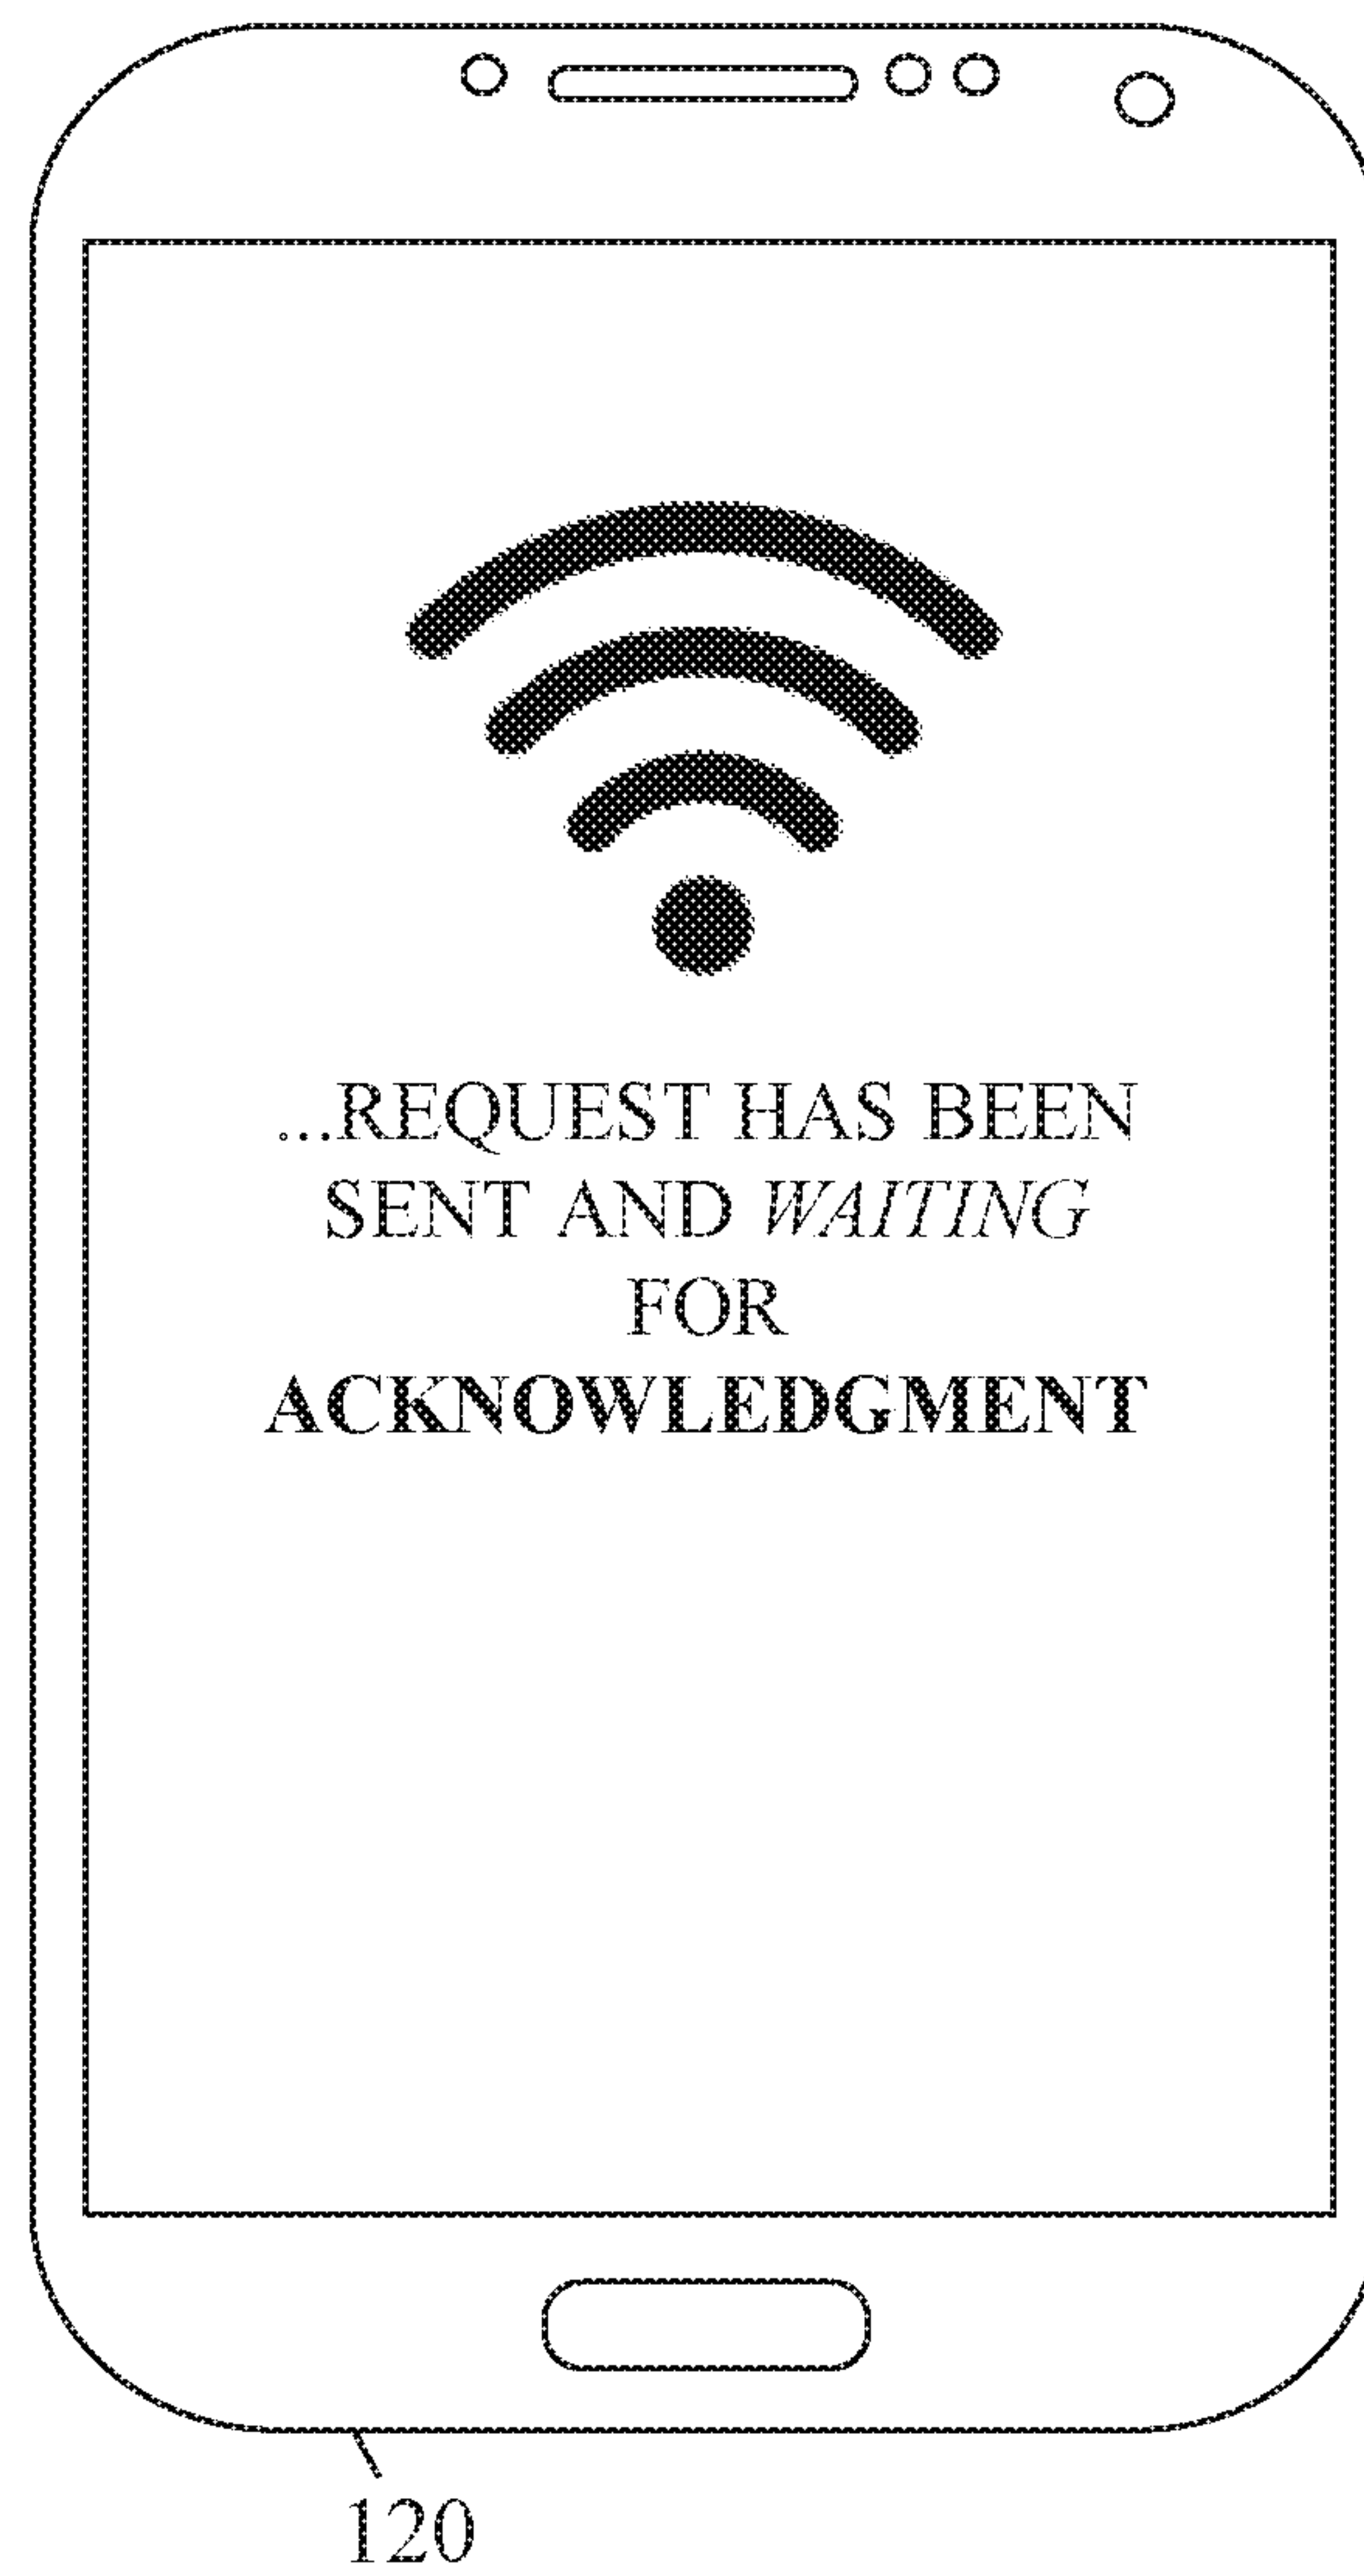 ...REQUEST HAS BEEN
SENT AND WAITING
FOR
ACKNOWLEDGMENT
120